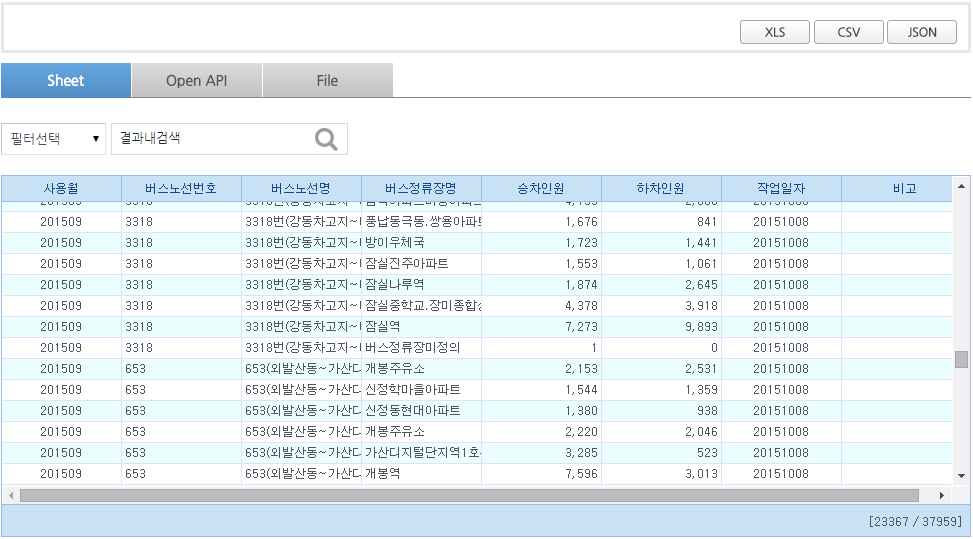 XLS CSV JSON
Sheet Open API File
필터선택 ▼ 결과내검색
사용월 버스노선번호 버스노선명 버스정류장명 승차인원 하차인원 작업일자 비고
201509 3318 3318번(강동차고지~ 풍납동극동.쌍용아파트 1,676 841 20151008
201509 3318 3318번(강동차고지~ 방이우체국 1,723 1,441 20151008
201509 3318 3318번(강동차고지~ 잠실진주아파트 1,553 1,061 20151008
201509 3318 3318번(강동차고지~ 잠실나루역 1,874 2,645 20151008
201509 3318 3318번(강동차고지~ 잠실중학교.장미종합 4,378 3,918 20151008
201509 3318 3318번(강동차고지~ 잠실역 7,273 9,893 20151008
201509 3318 3318번(강동차고지~ 버스정류장미정의 1 0 20151008
201509 653 653(외발산동~가산디 개봉주유소 2,153 2,531 20151008
201509 653 653(외발산동~가산디 신정학마을아파트 1,544 1,359 20151008
201509 653 653(외발산동~가산디 신정동현대아파트 1,380 938 20151008
201509 653 653(외발산동~가산디 개봉주유소 2,220 2,046 20151008
201509 653 653(외발산동~가산디 가산디지털단지역1호 3,285 523 20151008
201509 653 653(외발산동~가산디 개봉역 7,596 3,013 20151008
[23367 / 37959]